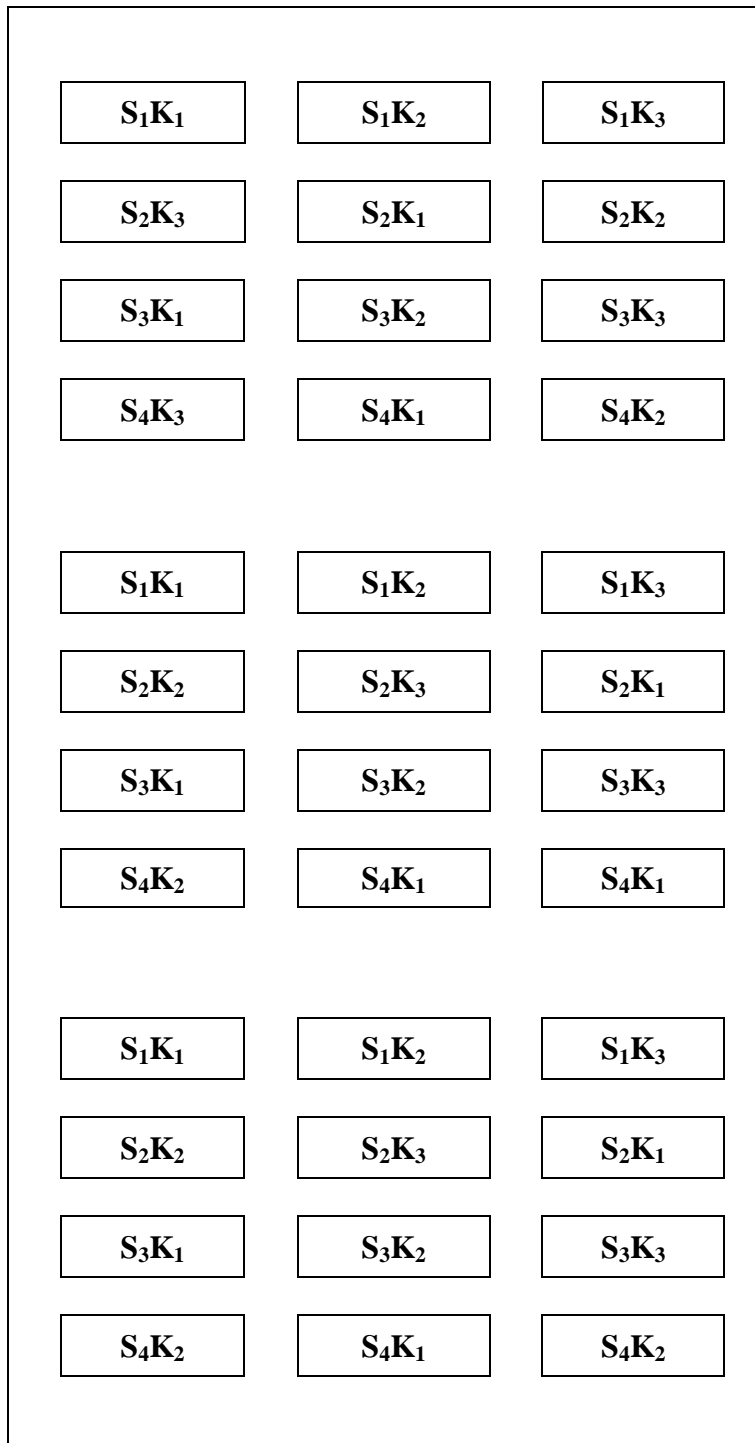 S₁K₁ S₁K₂ S₁K₃
S₂K₃ S₂K₁ S₂K₂
S₃K₁ S₃K₂ S₃K₃
S₄K₃ S₄K₁ S₄K₂
S₁K₁ S₁K₂ S₁K₃
S₂K₂ S₂K₃ S₂K₁
S₃K₁ S₃K₂ S₃K₃
S₄K₂ S₄K₁ S₄K₁
S₁K₁ S₁K₂ S₁K₃
S₂K₂ S₂K₃ S₂K₁
S₃K₁ S₃K₂ S₃K₃
S₄K₂ S₄K₁ S₄K₂